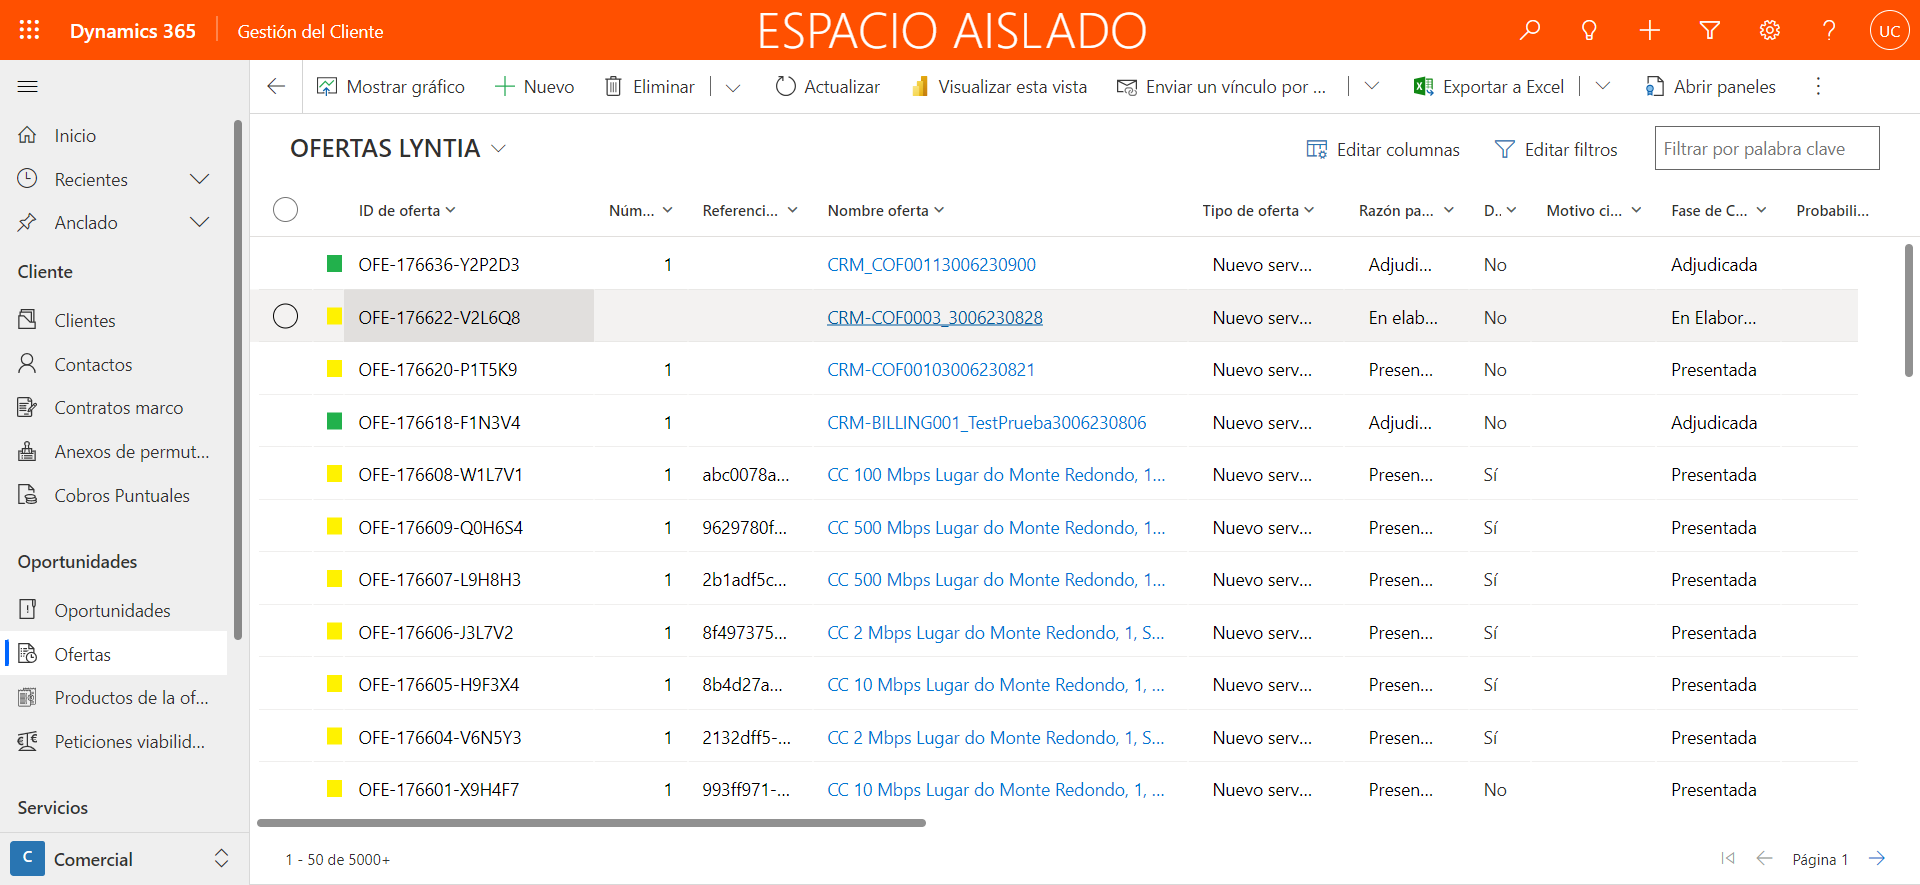 Dynamics 365 Gestión del Cliente ESPACIO AISLADO UC
Mostrar gráfico Nuevo Eliminar Actualizar Visualizar esta vista Enviar un vínculo por ... Exportar a Excel Abrir paneles
Inicio
Recientes
Anclado
Cliente
Clientes
Contactos
Contratos marco
Anexos de permut...
Cobros Puntuales
Oportunidades
Oportunidades
Ofertas
Productos de la of...
Peticiones viabilid...
Servicios
C Comercial
OFERTAS LYNTIA Editar columnas Editar filtros Filtrar por palabra clave
ID de oferta Núm... Referenci... Nombre oferta Tipo de oferta Razón pa... D.. Motivo ci... Fase de C... Probabili...
OFE-176636-Y2P2D3 1 CRM_COF00113006230900 Nuevo serv... Adjudi... No Adjudicada
OFE-176622-V2L6Q8 CRM-COF0003_3006230828 Nuevo serv... En elab... No En Elabor...
OFE-176620-P1T5K9 1 CRM-COF00103006230821 Nuevo serv... Presen... No Presentada
OFE-176618-F1N3V4 1 CRM-BILLING001_TestPrueba3006230806 Nuevo serv... Adjudi... No Adjudicada
OFE-176608-W1L7V1 1 abc0078a... CC 100 Mbps Lugar do Monte Redondo, 1... Nuevo serv... Presen... Sí Presentada
OFE-176609-Q0H6S4 1 9629780f... CC 500 Mbps Lugar do Monte Redondo, 1... Nuevo serv... Presen... Sí Presentada
OFE-176607-L9H8H3 1 2b1adf5c... CC 500 Mbps Lugar do Monte Redondo, 1... Nuevo serv... Presen... Sí Presentada
OFE-176606-J3L7V2 1 8f497375... CC 2 Mbps Lugar do Monte Redondo, 1, S... Nuevo serv... Presen... Sí Presentada
OFE-176605-H9F3X4 1 8b4d27a... CC 10 Mbps Lugar do Monte Redondo, 1, ... Nuevo serv... Presen... Sí Presentada
OFE-176604-V6N5Y3 1 2132dff5-... CC 2 Mbps Lugar do Monte Redondo, 1, S... Nuevo serv... Presen... Sí Presentada
OFE-176601-X9H4F7 1 993ff971-... CC 10 Mbps Lugar do Monte Redondo, 1, ... Nuevo serv... Presen... No Presentada
1 - 50 de 5000+ Página 1